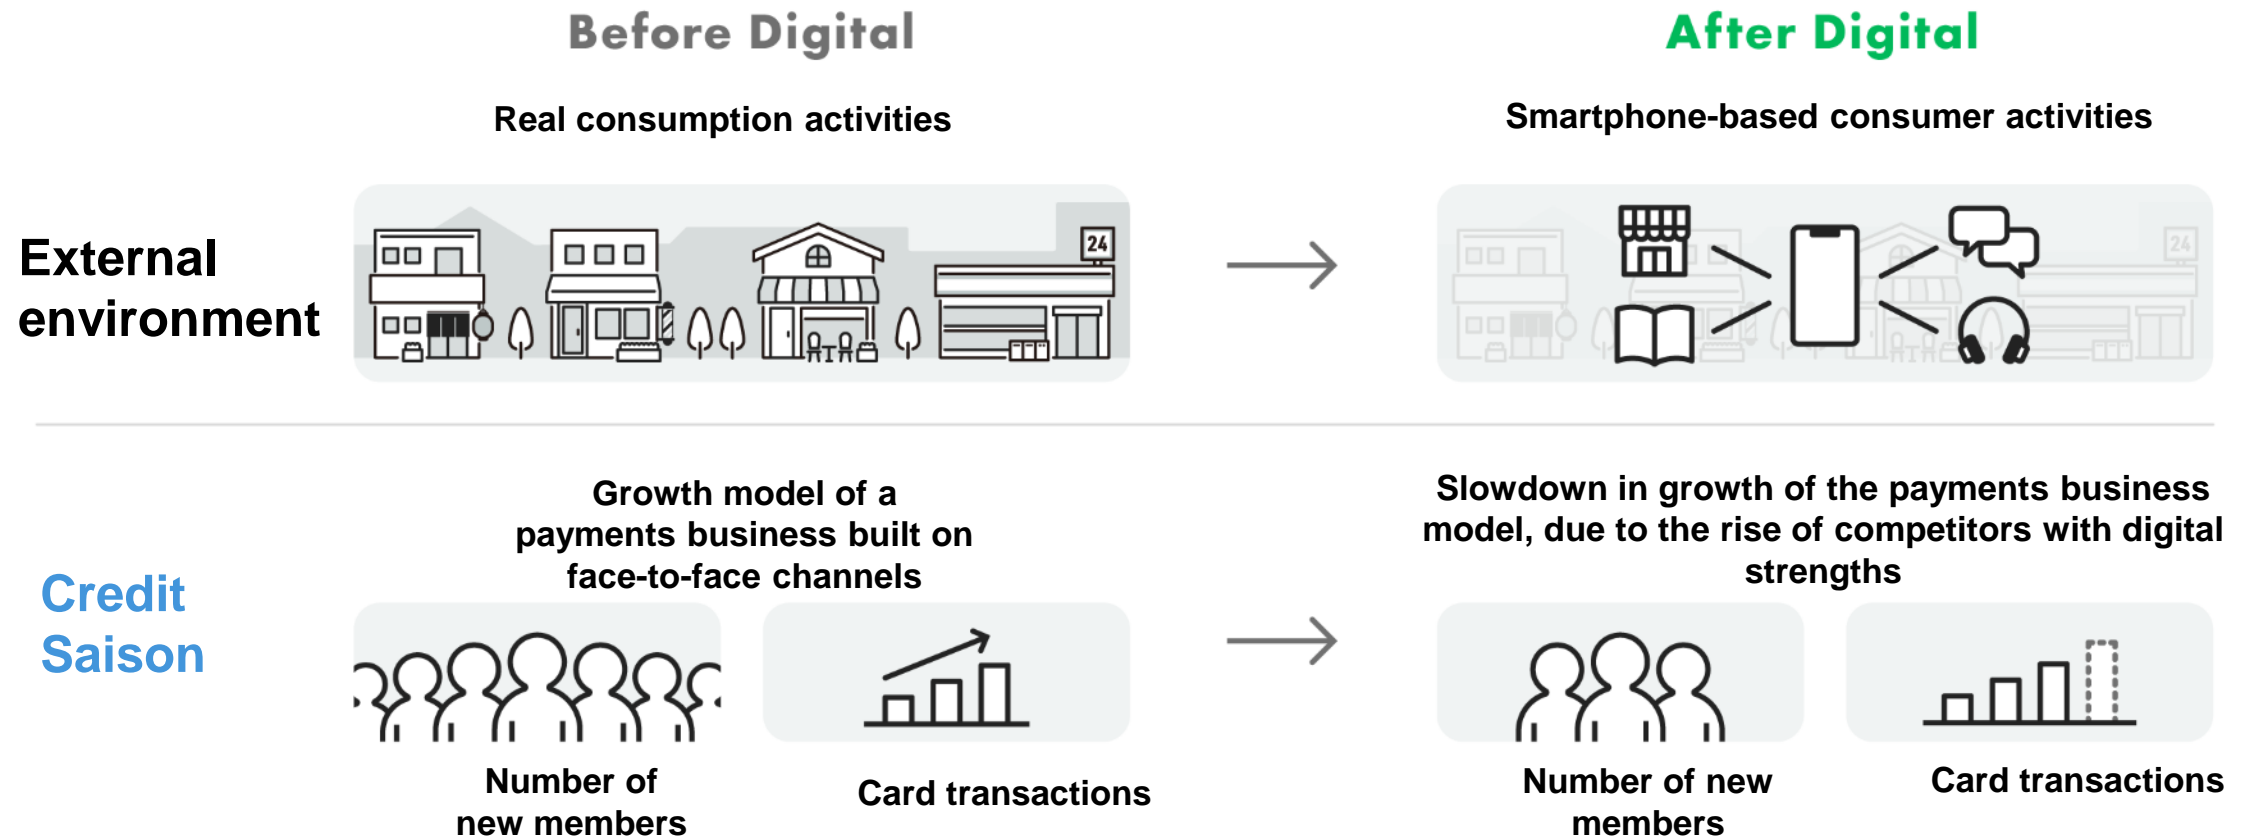 Before Digital
After Digital
Real consumption activities
Smartphone-based consumer activities
External
environment
24
24
Growth model of a
payments business built on
face-to-face channels
Slowdown in growth of the payments business
model, due to the rise of competitors with digital
strengths
Credit
Saison
Number of
new members
Card transactions
Number of new
members
Card transactions